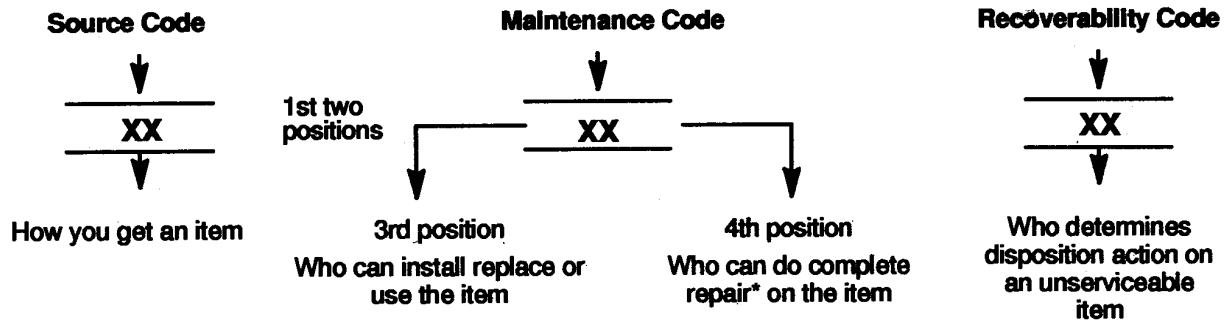 Source Code
XX
How you get an item
1st two
positions
Maintenance Code
XX
3rd position
Who can install replace or
use the item
4th position
Who can do complete
repair* on the item
Recoverability Code
XX
Who determines
disposition action on
an unserviceable
item